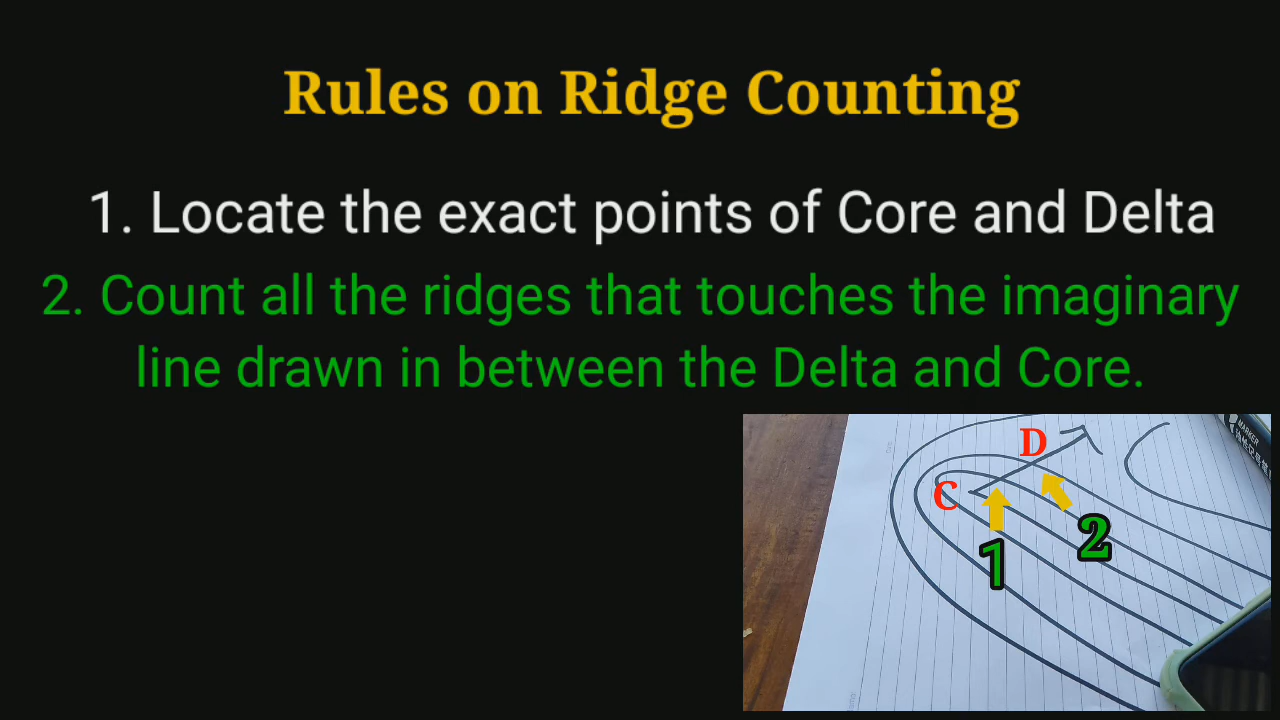 Rules on Ridge Counting
1. Locate the exact points of Core and Delta
2. Count all the ridges that touches the imaginary
line drawn in between the Delta and Core.
D
C
1
2
MARKER